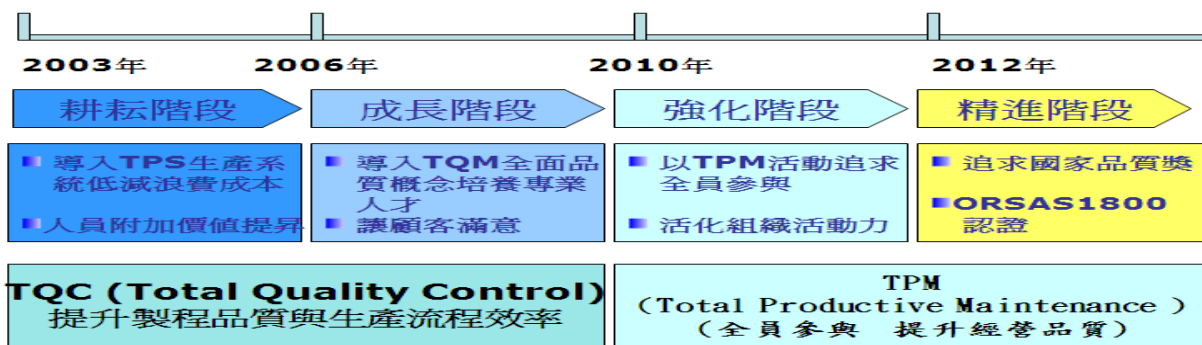 2003年
2006年
2010年
2012年
耕耘階段
成長階段
強化階段
精進階段
導入TPS生產系
統低減浪費成本
人員附加價值提昇
導入TQM全面品
質概念培養專業
人才
讓顧客滿意
以TPM活動追求
全員參與
活化組織活動力
追求國家品質獎
ORSAS1800
認證
TQC (Total Quality Control)
提升製程品質與生產流程效率
TPM
(Total Productive Maintenance )
(全員參與 提升經營品質)